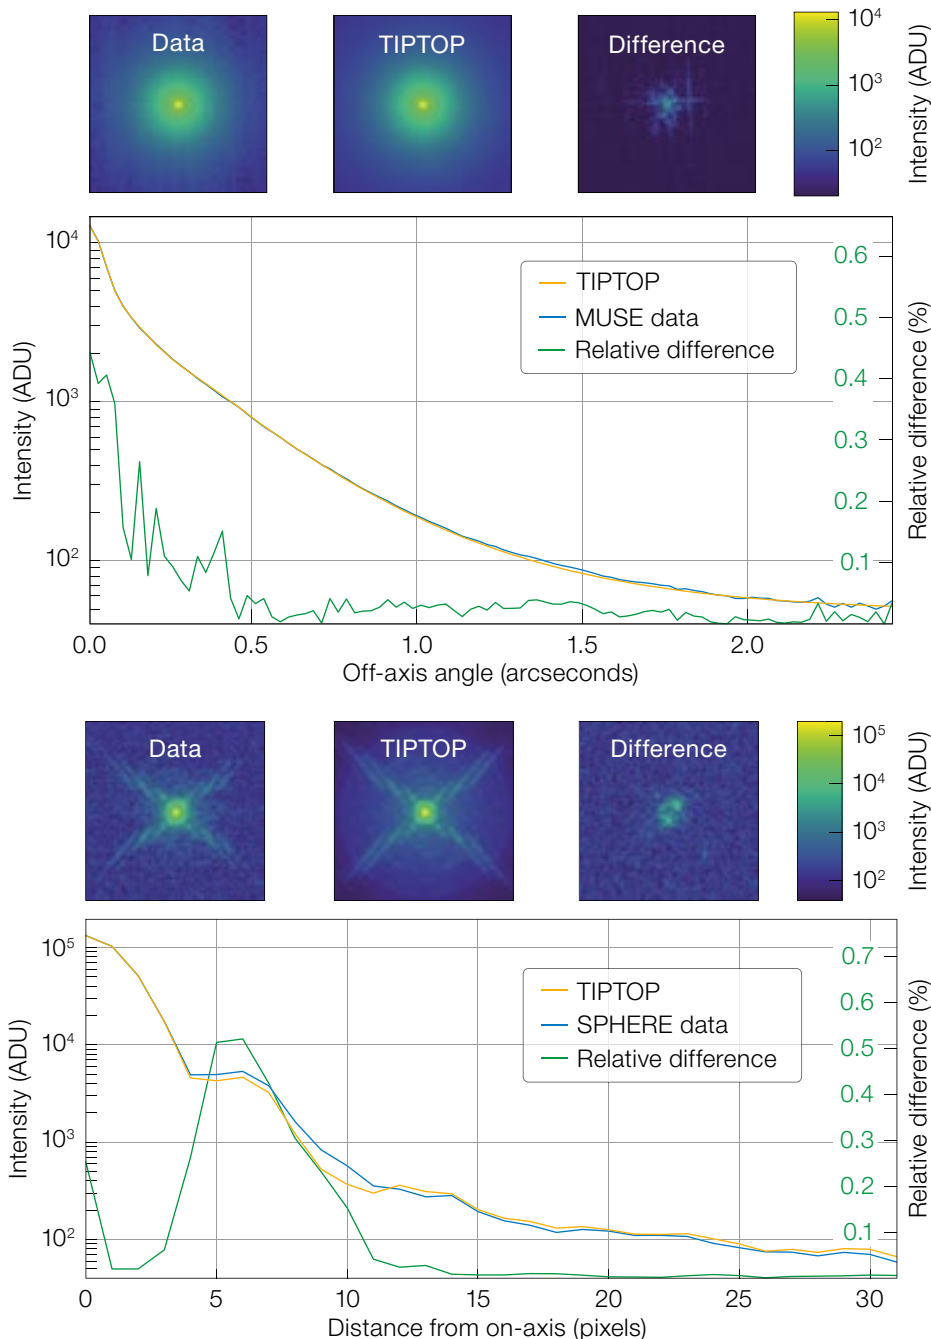 Data
TIPTOP
Difference
10⁴
10³
10²
Intensity (ADU)
10⁴
10³
10²
Intensity (ADU)
0.6
0.5
0.4
0.3
0.2
0.1
Relative difference (%)
TIPTOP
MUSE data
Relative difference
0.0 0.5 1.0 1.5 2.0
Off-axis angle (arcseconds)
Data
TIPTOP
Difference
10⁵
10⁴
10³
10²
Intensity (ADU)
10⁵
10⁴
10³
10²
Intensity (ADU)
0.7
0.6
0.5
0.4
0.3
0.2
0.1
Relative difference (%)
TIPTOP
SPHERE data
Relative difference
0 5 10 15 20 25 30
Distance from on-axis (pixels)